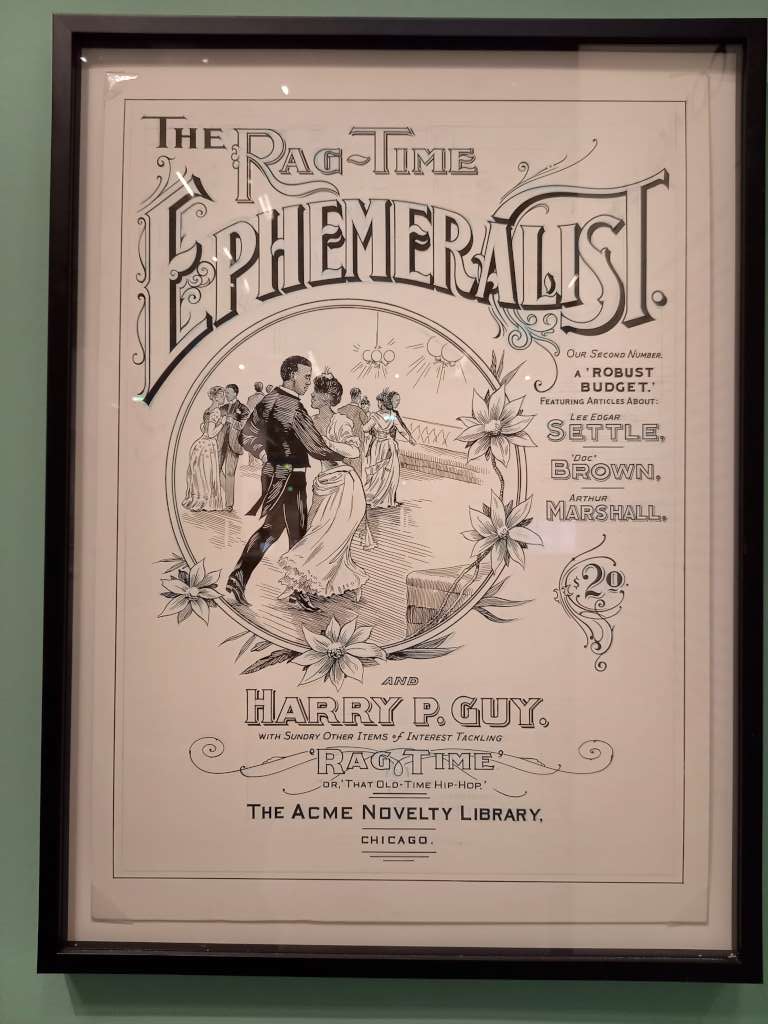 THE RAG-TIME
EPHEMERALIST.
OUR SECOND NUMBER.
A 'ROBUST
BUDGET.'
FEATURING ARTICLES ABOUT:
LEE EDGAR
SETTLE,
'DOC'
BROWN,
ARTHUR
MARSHALL,
$20.
AND
HARRY P. GUY,
WITH SUNDRY OTHER ITEMS of INTEREST TACKLING
'RAG TIME'
OR, 'THAT OLD-TIME HIP-HOP.'
THE ACME NOVELTY LIBRARY,
CHICAGO.